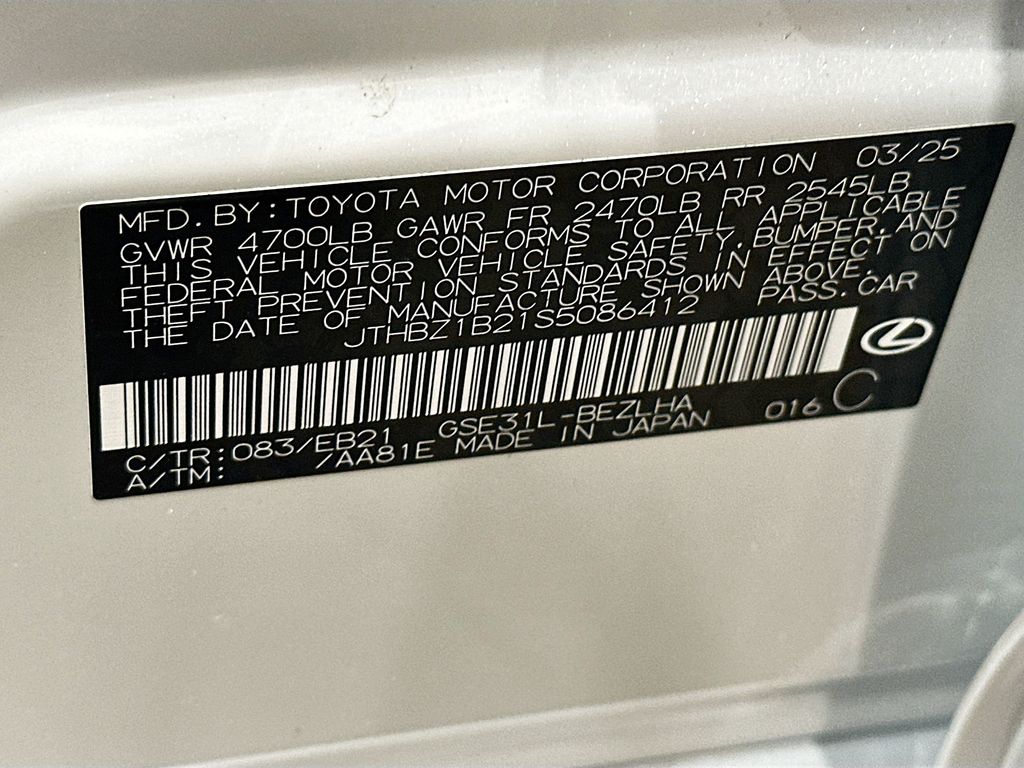 MFD. BY: TOYOTA MOTOR CORPORATION 03/25
GVWR 4700LB GAWR FR 2470LB RR 2545LB
THIS VEHICLE CONFORMS TO ALL APPLICABLE
FEDERAL MOTOR VEHICLE SAFETY, BUMPER, AND
THEFT PREVENTION STANDARDS IN EFFECT ON
THE DATE OF MANUFACTURE SHOWN ABOVE.
JTHBZ1B21S5086412 PASS. CAR
C/TR: 083/EB21 GSE31L-BEZLHA 016 C
A/TM: /AA81E MADE IN JAPAN